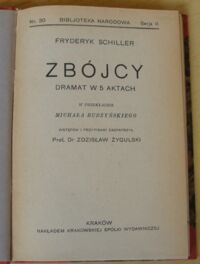 Nr. 30 BIBLJOTEKA NARODOWA Serja II
FRYDERYK SCHILLER
ZBÓJCY
DRAMAT W 5 AKTACH
W PRZEKŁADZIE
MICHAŁA BUDZYŃSKIEGO
WSTĘPEM I PRZYPISAMI ZAOPATRZYŁ
Prof. Dr ZDZISŁAW ŻYGULSKI
KRAKÓW
NAKŁADEM KRAKOWSKIEJ SPÓŁKI WYDAWNICZEJ